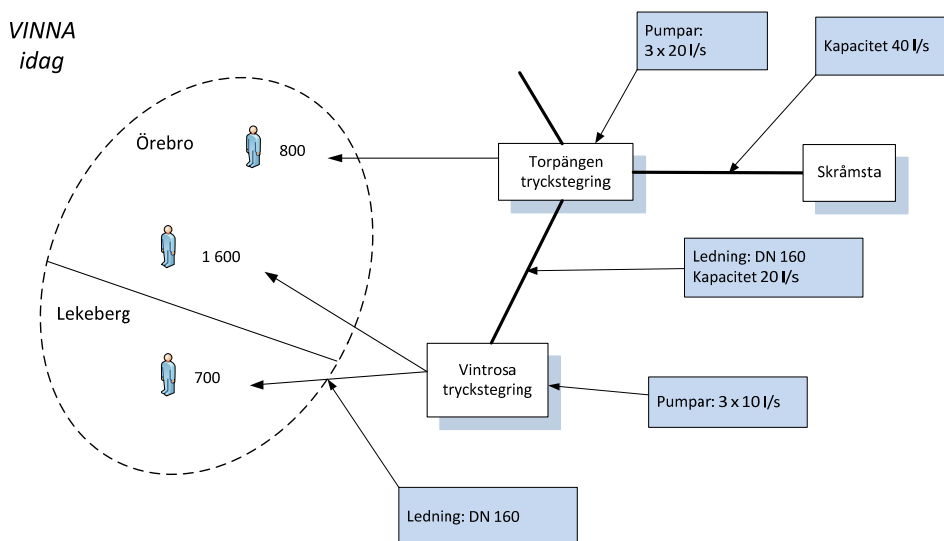 VINNA
idag
Pumpar:
3 x 20 l/s
Kapacitet 40 l/s
Örebro
800
Torpängen
tryckstegring
Skråmsta
1 600
Ledning: DN 160
Kapacitet 20 l/s
Lekeberg
700
Vintrosa
tryckstegring
Pumpar: 3 x 10 l/s
Ledning: DN 160